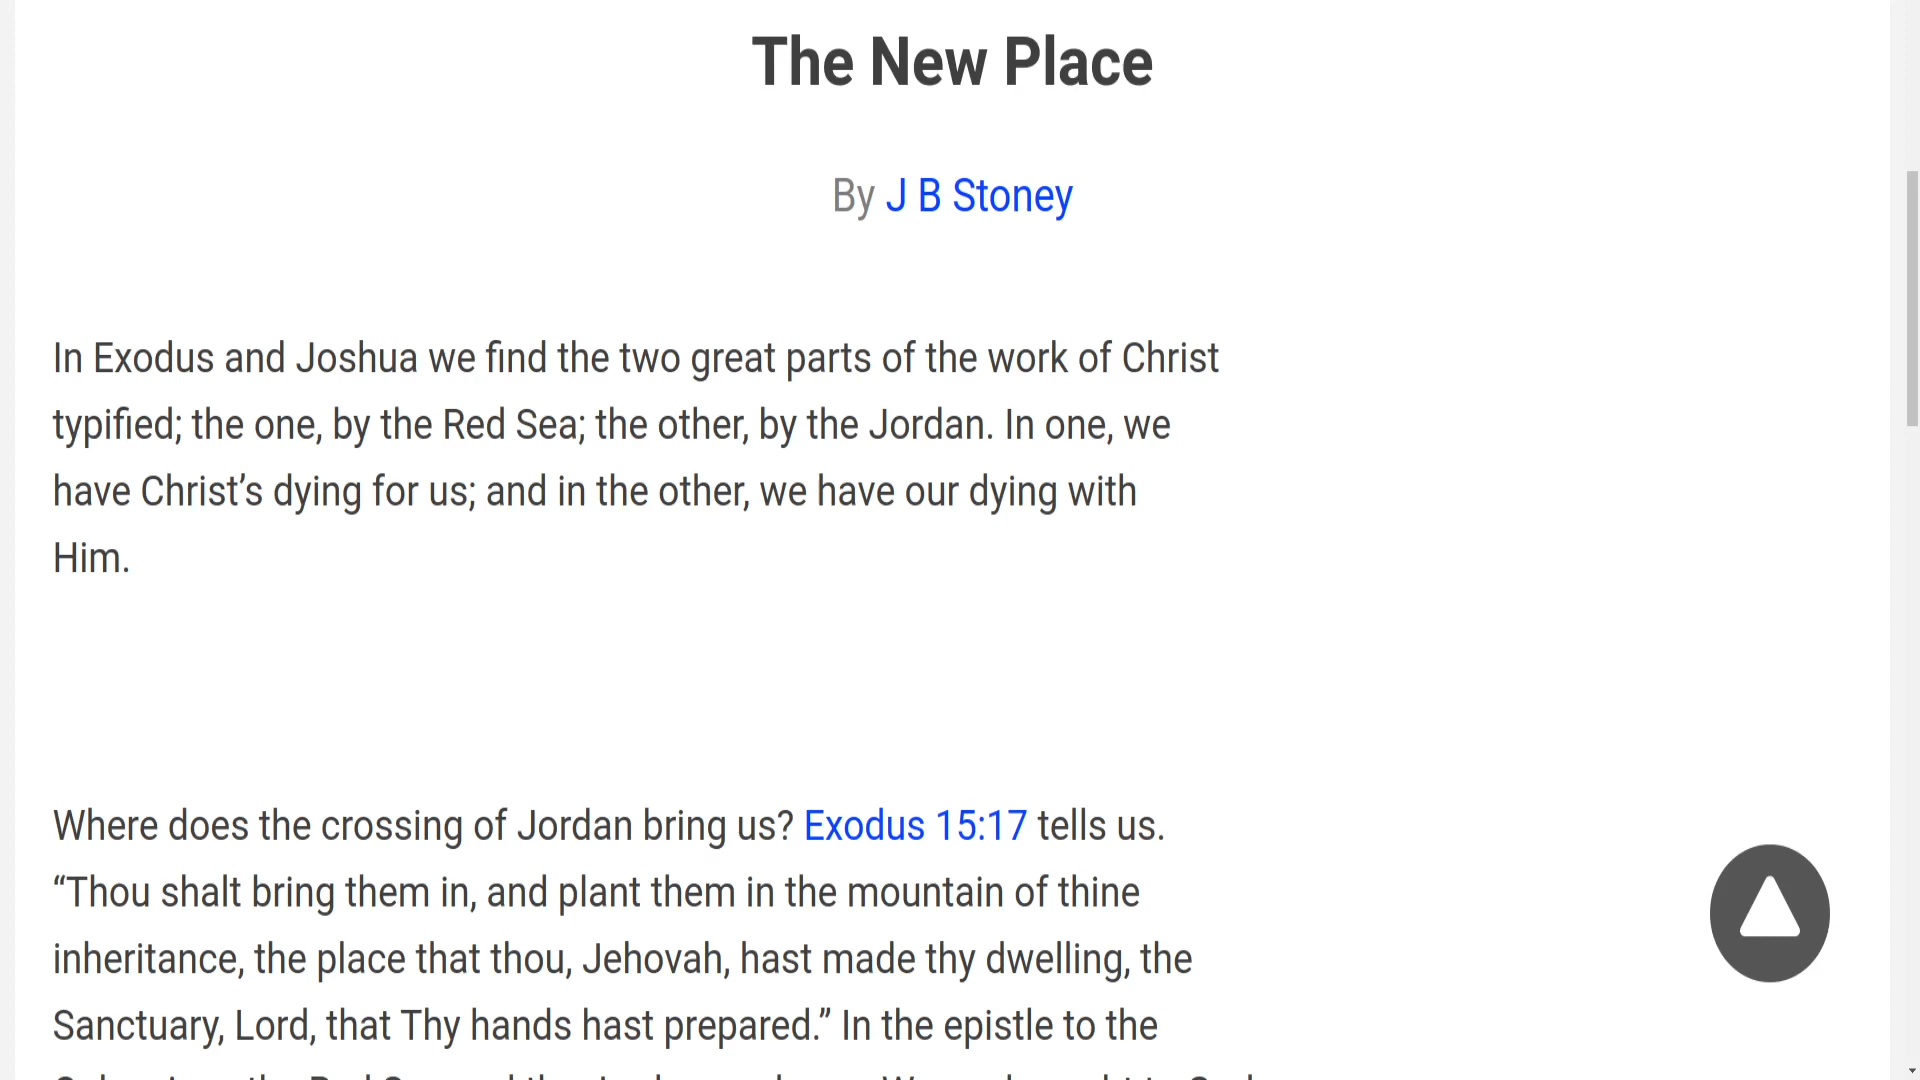 The New Place
By J B Stoney
In Exodus and Joshua we find the two great parts of the work of Christ
typified; the one, by the Red Sea; the other, by the Jordan. In one, we
have Christ’s dying for us; and in the other, we have our dying with
Him.
Where does the crossing of Jordan bring us? Exodus 15:17 tells us.
“Thou shalt bring them in, and plant them in the mountain of thine
inheritance, the place that thou, Jehovah, hast made thy dwelling, the
Sanctuary, Lord, that Thy hands hast prepared.” In the epistle to the